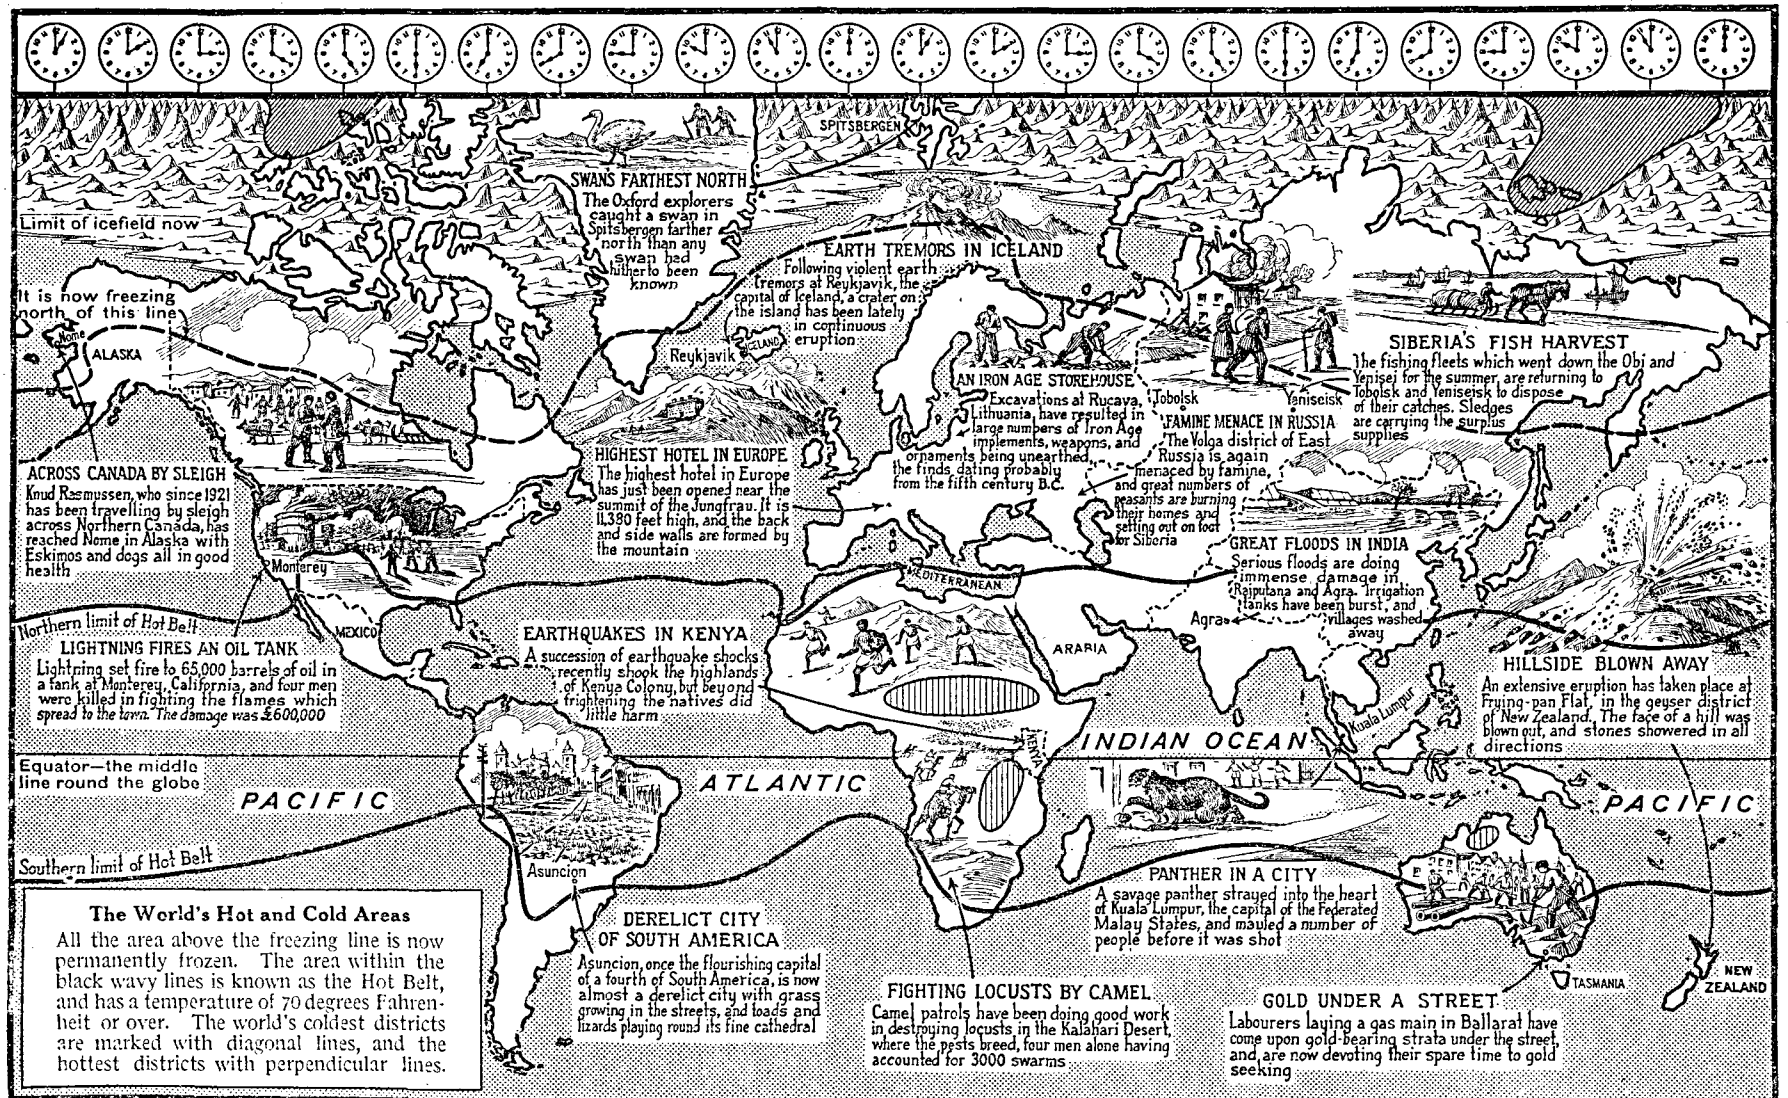 SPITSBERGEN
SWANS FARTHEST NORTH
The Oxford explorers
caught a swan in
Spitsbergen farther
north than any
swan had
hitherto been
known
Limit of icefield now
It is now freezing
north of this line
Nome
ALASKA
EARTH TREMORS IN ICELAND
Following violent earth
tremors at Reykjavik, the
capital of Iceland, a crater on
the island has been lately
in continuous
eruption
Reykjavik
ICELAND
AN IRON AGE STOREHOUSE
Excavations at Rucava,
Lithuania, have resulted in
large numbers of Iron Age
implements, weapons, and
ornaments being unearthed,
the finds dating probably
from the fifth century B.C.
SIBERIA'S FISH HARVEST
The fishing fleets which went down the Obi and
Yenisei for the summer, are returning to
Tobolsk and Yeniseisk to dispose
of their catches. Sledges
are carrying the surplus
supplies
Tobolsk
Yeniseisk
FAMINE MENACE IN RUSSIA
The Volga district of East
Russia is again
menaced by famine,
and great numbers of
peasants are burning
their homes and
setting out on foot
for Siberia
ACROSS CANADA BY SLEIGH
Knud Rasmussen, who since 1921
has been travelling by sleigh
across Northern Canada, has
reached Nome in Alaska with
Eskimos and dogs all in good
health
HIGHEST HOTEL IN EUROPE
The highest hotel in Europe
has just been opened near the
summit of the Jungfrau. It is
11,380 feet high, and the back
and side walls are formed by
the mountain
GREAT FLOODS IN INDIA
Serious floods are doing
immense damage in
Rajputana and Agra. Irrigation
tanks have been burst, and
villages washed
away
Agra
Monterey
MEXICO
MEDITERRANEAN
ARABIA
Northern limit of Hot Belt
LIGHTNING FIRES AN OIL TANK
Lightning set fire to 65,000 barrels of oil in
a tank at Monterey, California, and four men
were killed in fighting the flames which
spread to the town. The damage was £600,000
EARTHQUAKES IN KENYA
A succession of earthquake shocks
recently shook the highlands
of Kenya Colony, but beyond
frightening the natives did
little harm
KENYA
HILLSIDE BLOWN AWAY
An extensive eruption has taken place at
Frying-pan Flat, in the geyser district
of New Zealand. The face of a hill was
blown out, and stones showered in all
directions
Kuala Lumpur
INDIAN OCEAN
Equator—the middle
line round the globe
PACIFIC
ATLANTIC
PACIFIC
Southern limit of Hot Belt
Asuncion
The World's Hot and Cold Areas
All the area above the freezing line is now
permanently frozen. The area within the
black wavy lines is known as the Hot Belt,
and has a temperature of 70 degrees Fahren-
heit or over. The world's coldest districts
are marked with diagonal lines, and the
hottest districts with perpendicular lines.
DERELICT CITY
OF SOUTH AMERICA
Asuncion, once the flourishing capital
of a fourth of South America, is now
almost a derelict city with grass
growing in the streets, and toads and
lizards playing round its fine cathedral
FIGHTING LOCUSTS BY CAMEL
Camel patrols have been doing good work
in destroying locusts in the Kalahari Desert,
where the pests breed, four men alone having
accounted for 3000 swarms
PANTHER IN A CITY
A savage panther strayed into the heart
of Kuala Lumpur, the capital of the Federated
Malay States, and mauled a number of
people before it was shot
GOLD UNDER A STREET
Labourers laying a gas main in Ballarat have
come upon gold-bearing strata under the street,
and are now devoting their spare time to gold
seeking
TASMANIA
NEW
ZEALAND